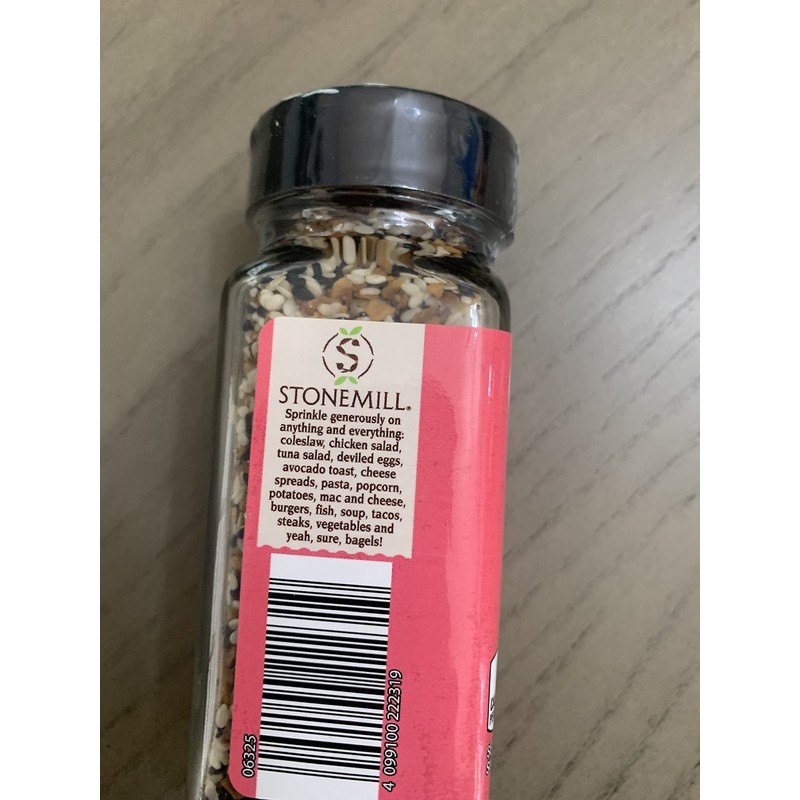 S
STONEMILL®
Sprinkle generously on
anything and everything:
coleslaw, chicken salad,
tuna salad, deviled eggs,
avocado toast, cheese
spreads, pasta, popcorn,
potatoes, mac and cheese,
burgers, fish, soup, tacos,
steaks, vegetables and
yeah, sure, bagels!
06325
4 099100 222319